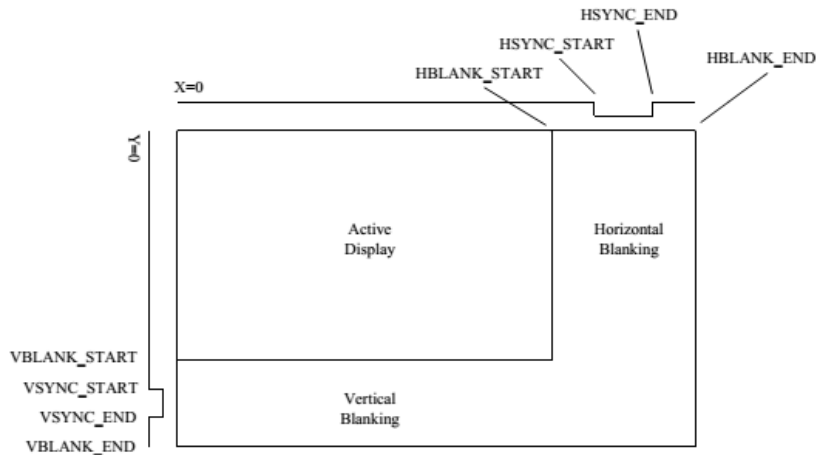 HSYNC_END
HSYNC_START
HBLANK_END
HBLANK_START
X=0
Y=0
Active
Display
Horizontal
Blanking
VBLANK_START
VSYNC_START
Vertical
VSYNC_END
Blanking
VBLANK_END